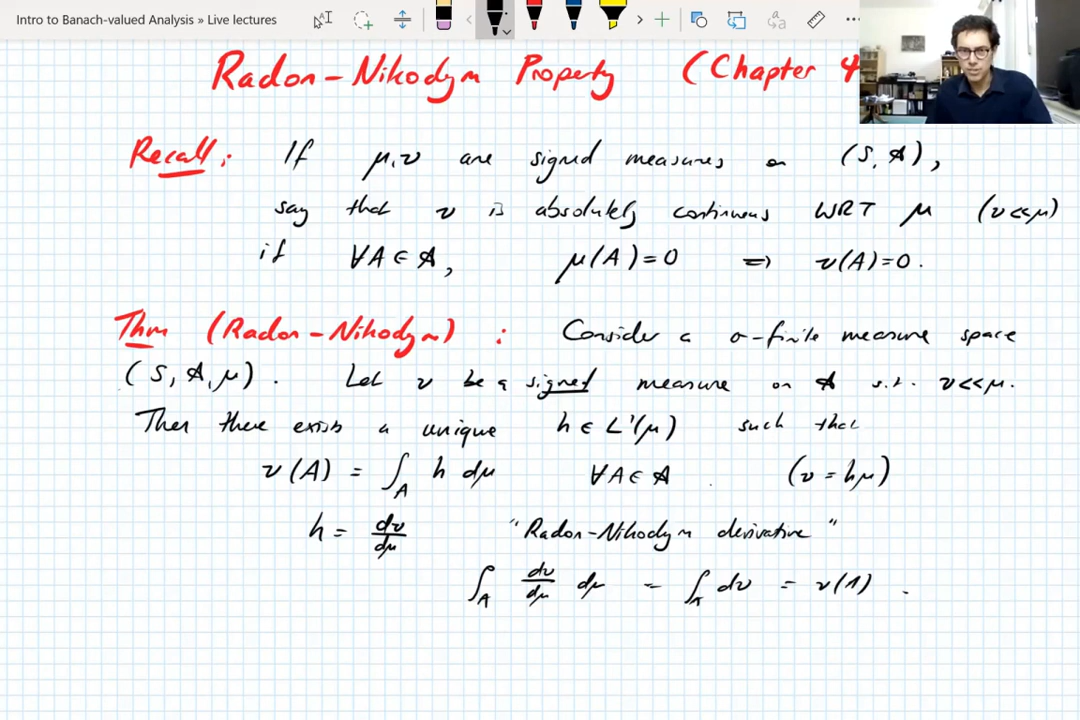 Intro to Banach-valued Analysis » Live lectures
Radon-Nikodym Property (Chapter 4
Recall: If μ,ν are signed measures on (S, 𝒜),
say that ν is absolutely continuous WRT μ (ν<<μ)
if ∀A∈𝒜, μ(A)=0 ⇒ ν(A)=0.
Thm (Radon-Nikodym): Consider a σ-finite measure space
(S, 𝒜, μ). Let ν be a signed measure on 𝒜 s.t. ν<<μ.
Then there exists a unique h ∈ L¹(μ) such that
ν(A) = ∫_A h dμ ∀A∈𝒜. (ν = hμ)
h = dν/dμ "Radon-Nikodym derivative"
∫_A dν/dμ dμ = ∫_A dν = ν(A).